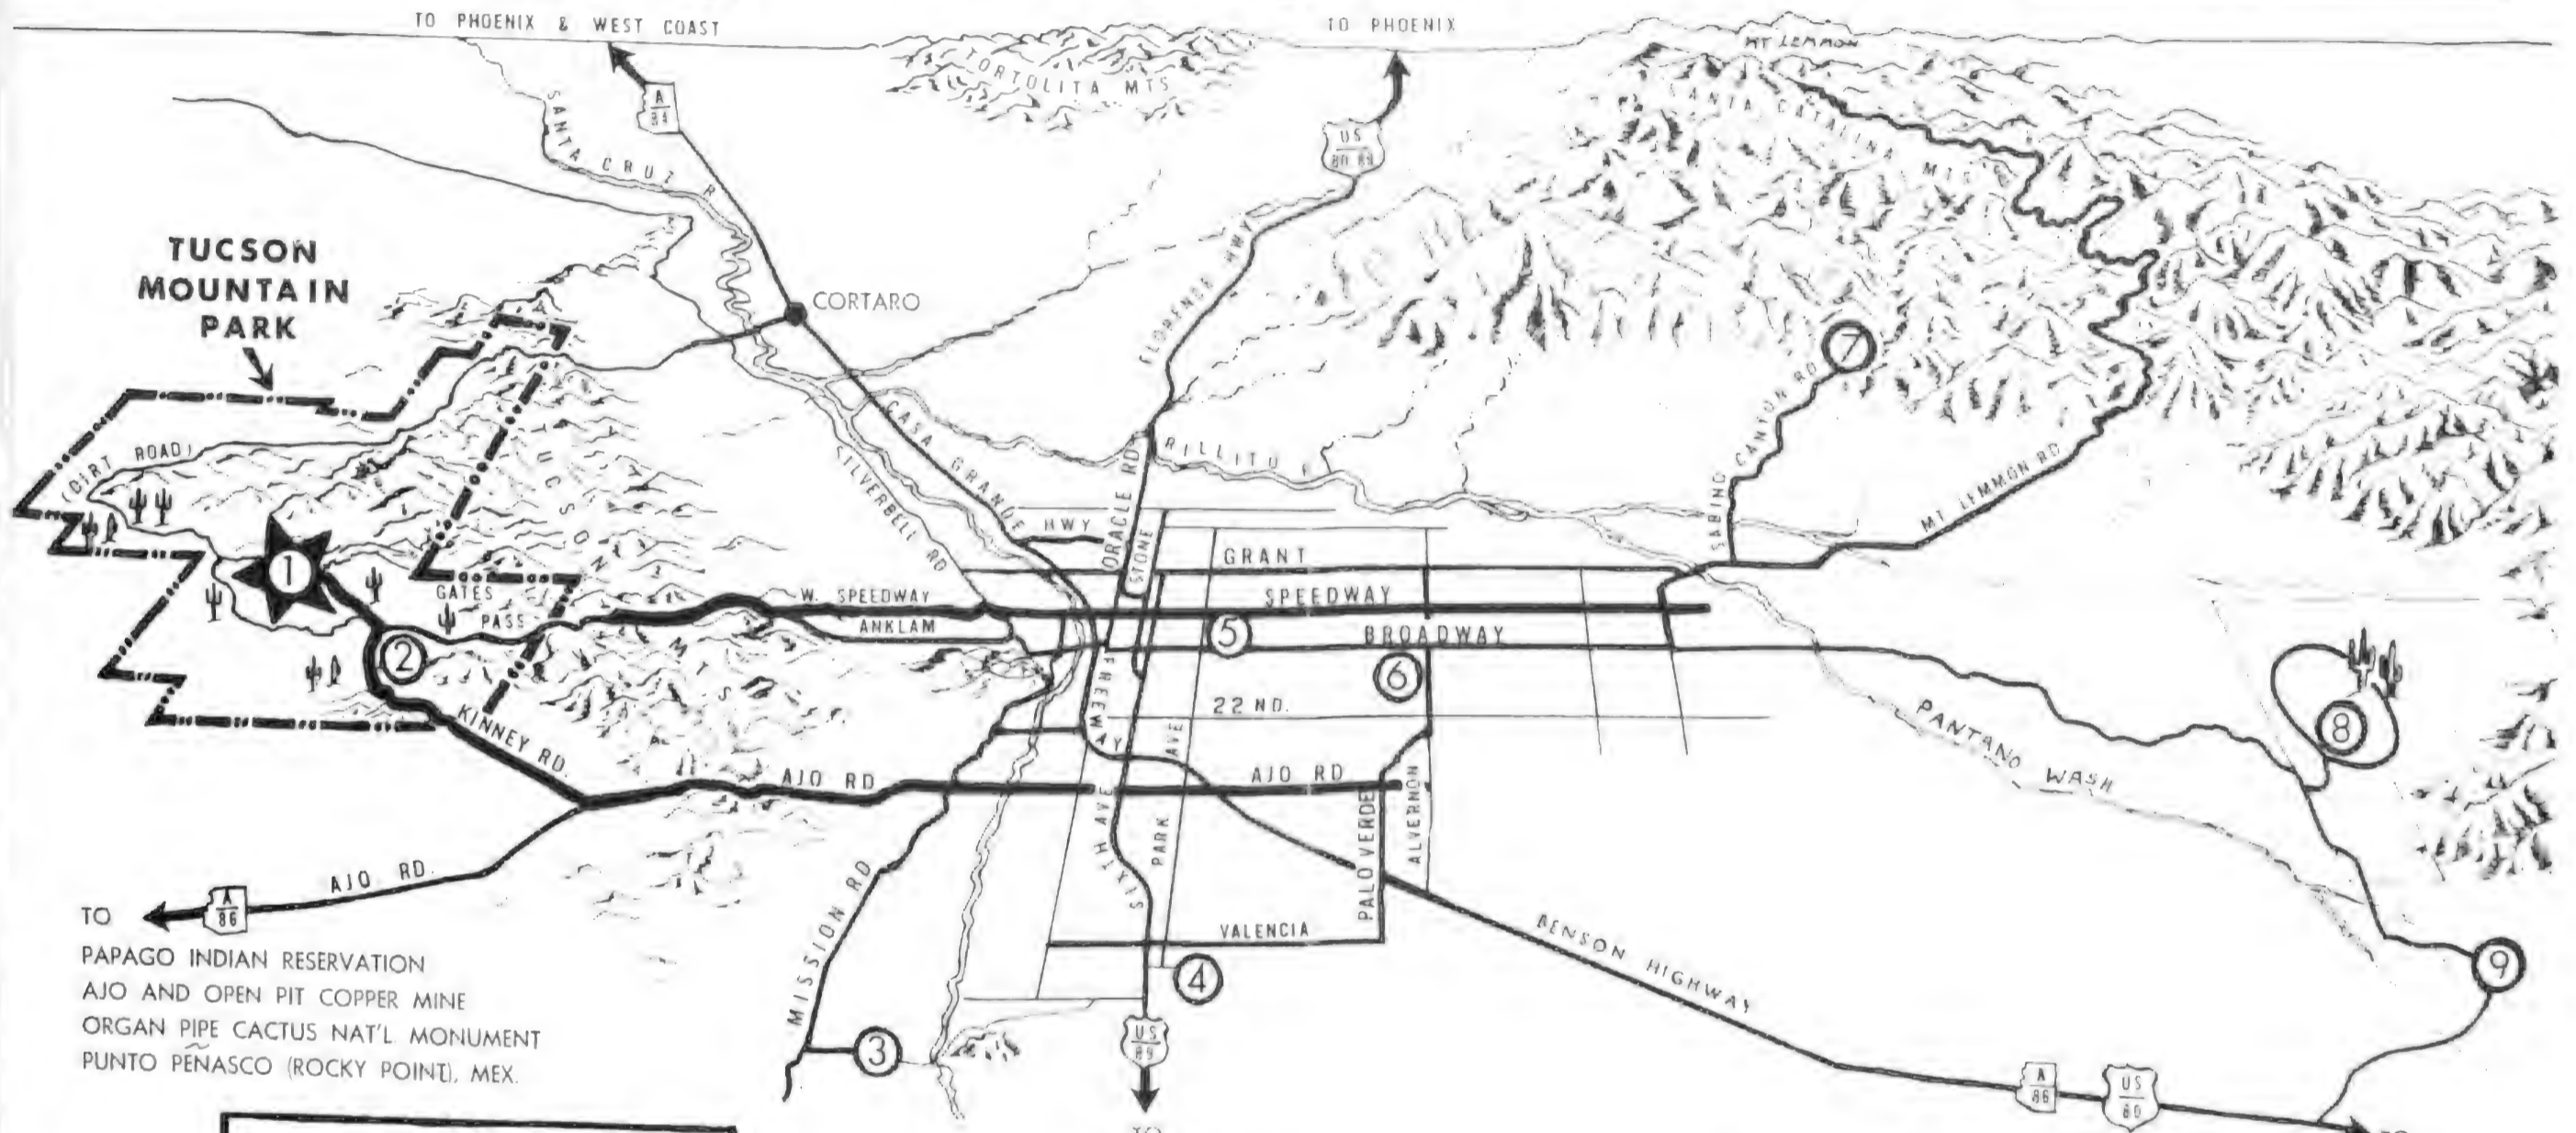 TO PHOENIX & WEST COAST
TO PHOENIX
MT LEMMON
TORTOLITA MTS
SANTA CATALINA MTS
A 84
SANTA CRUZ R
US 80 89
TUCSON
MOUNTAIN
PARK
CORTARO
FLORENCE HWY
7
(DIRT ROAD)
CASA GRANDE HWY
SILVERBELL RD
ORACLE RD
RILLITO
SABINO CANYON RD
MT LEMMON RD
TUCSON MTS
STONE
1
GATES
PASS
GRANT
W. SPEEDWAY
SPEEDWAY
ANKLAM
5
BROADWAY
2
6
FREEWAY
22 ND.
8
PANTANO WASH
KINNEY RD.
AJO RD
AJO RD
SIXTH AVE
PARK AVE
PALO VERDE
ALVERNON
MISSION RD
AJO RD.
VALENCIA
BENSON HIGHWAY
4
9
3
US 89
A 86
US 80
TO
A 86
PAPAGO INDIAN RESERVATION
AJO AND OPEN PIT COPPER MINE
ORGAN PIPE CACTUS NAT'L. MONUMENT
PUNTO PEÑASCO (ROCKY POINT), MEX.
TO